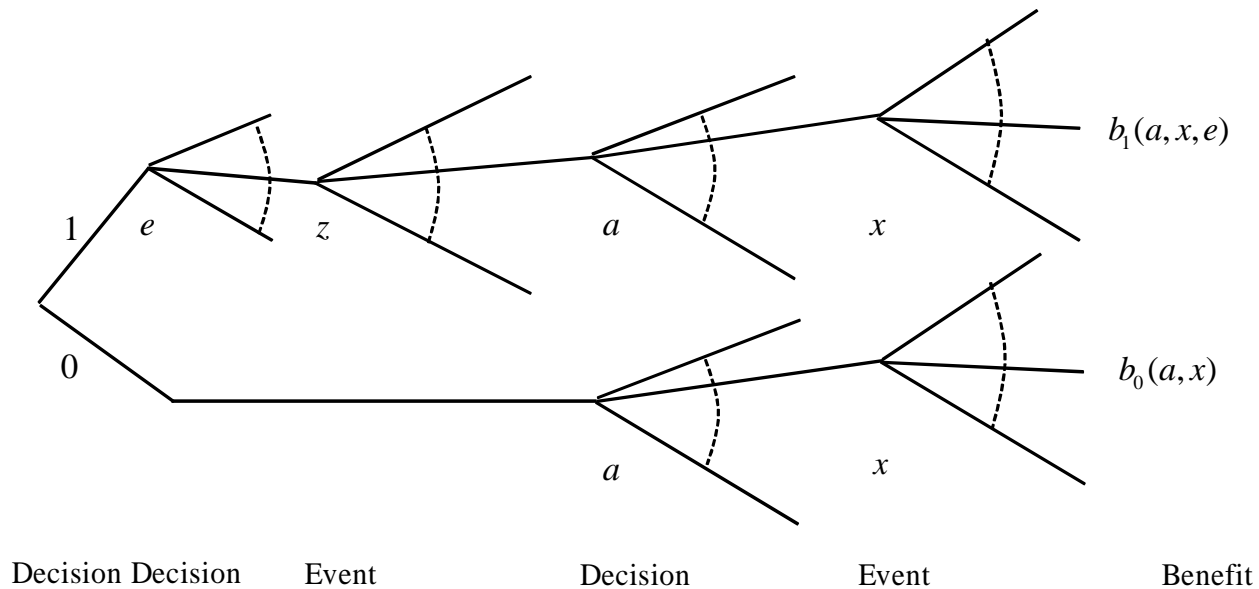 b₁(a, x, e)
1 e z a x
0
b₀(a, x)
a x
Decision Decision Event Decision Event Benefit